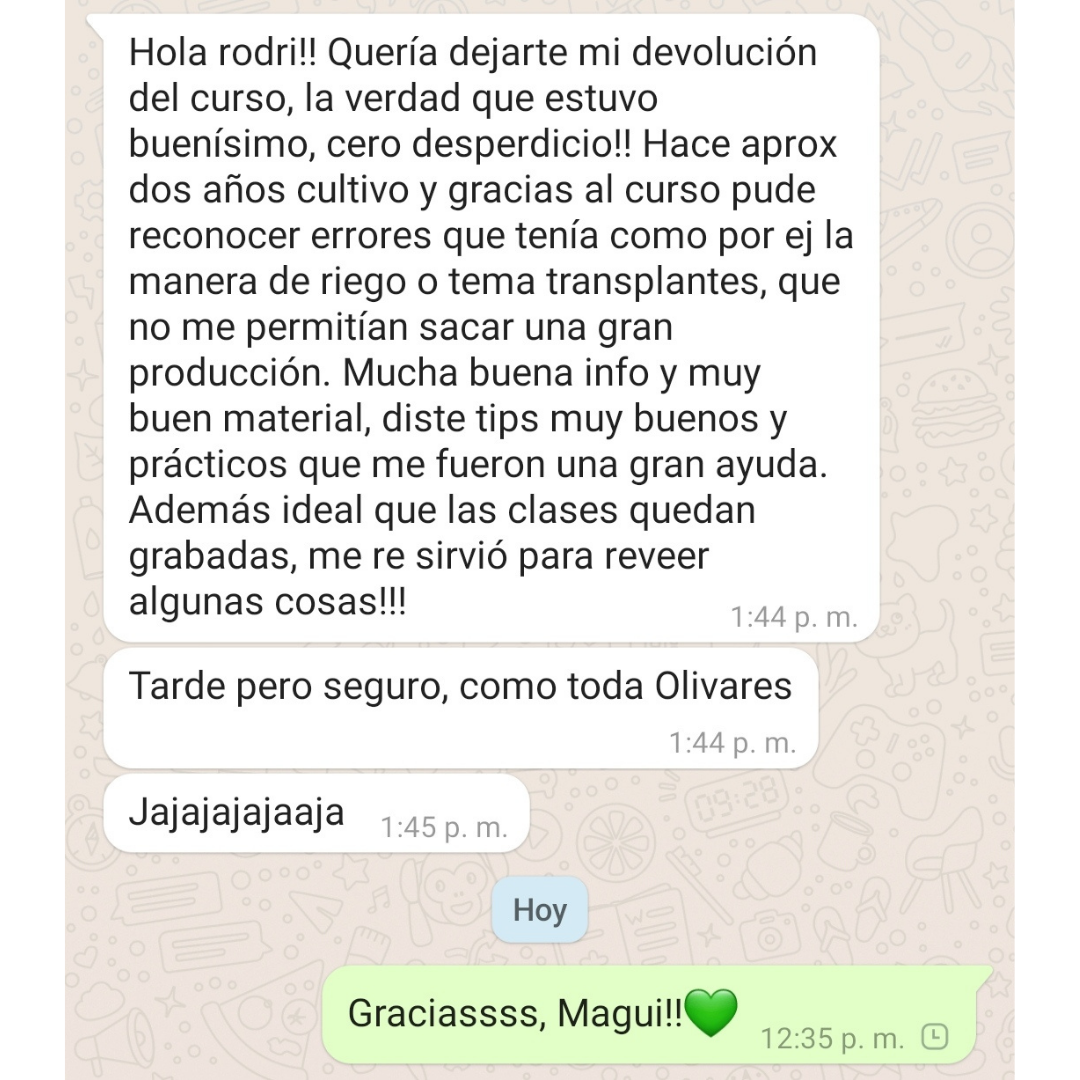 Hola rodri!! Quería dejarte mi devolución
del curso, la verdad que estuvo
buenísimo, cero desperdicio!! Hace aprox
dos años cultivo y gracias al curso pude
reconocer errores que tenía como por ej la
manera de riego o tema transplantes, que
no me permitían sacar una gran
producción. Mucha buena info y muy
buen material, diste tips muy buenos y
prácticos que me fueron una gran ayuda.
Además ideal que las clases quedan
grabadas, me re sirvió para reveer
algunas cosas!!!
1:44 p. m.
Tarde pero seguro, como toda Olivares
1:44 p. m.
Jajajajajaaja 1:45 p. m.
09:28
Hoy
Graciassss, Magui!!💚 12:35 p. m.